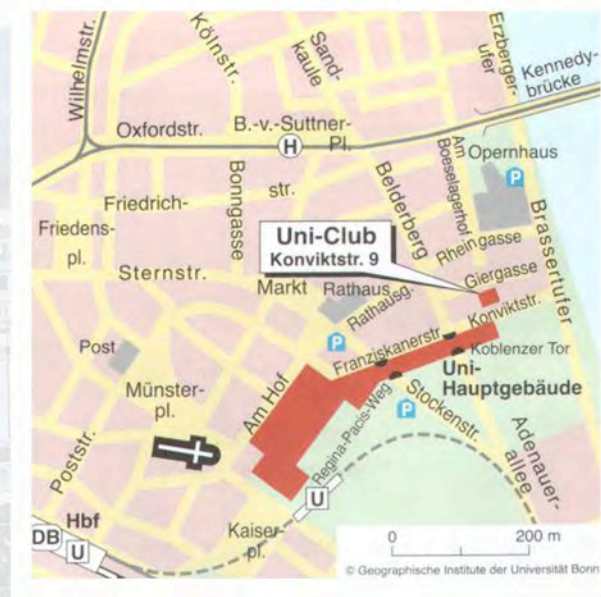 Wilhelmstr.
Kölnstr.
Sand-
kaule
Erzberger-
ufer
Kennedy-
brücke
Oxfordstr.
B.-v.-Suttner-
Pl.
H
Am
Boeselagerhof
Opernhaus
P
Friedrich-
str.
Bonngasse
Belderberg
Friedens-
pl.
Sternstr.
Uni-Club
Konviktstr. 9
Rheingasse
Brassertufer
Markt
Rathaus
Rathausg.
Giergasse
Konviktstr.
P
Post
Franziskanerstr.
Koblenzer Tor
Uni-
Hauptgebäude
Münster-
pl.
Am Hof
Regina-Pacis-Weg
P
Stockenstr.
Adenauer-
allee
Poststr.
U
Kaiser-
pl.
Hbf
DB
U
0
200 m
© Geographische Institute der Universität Bonn